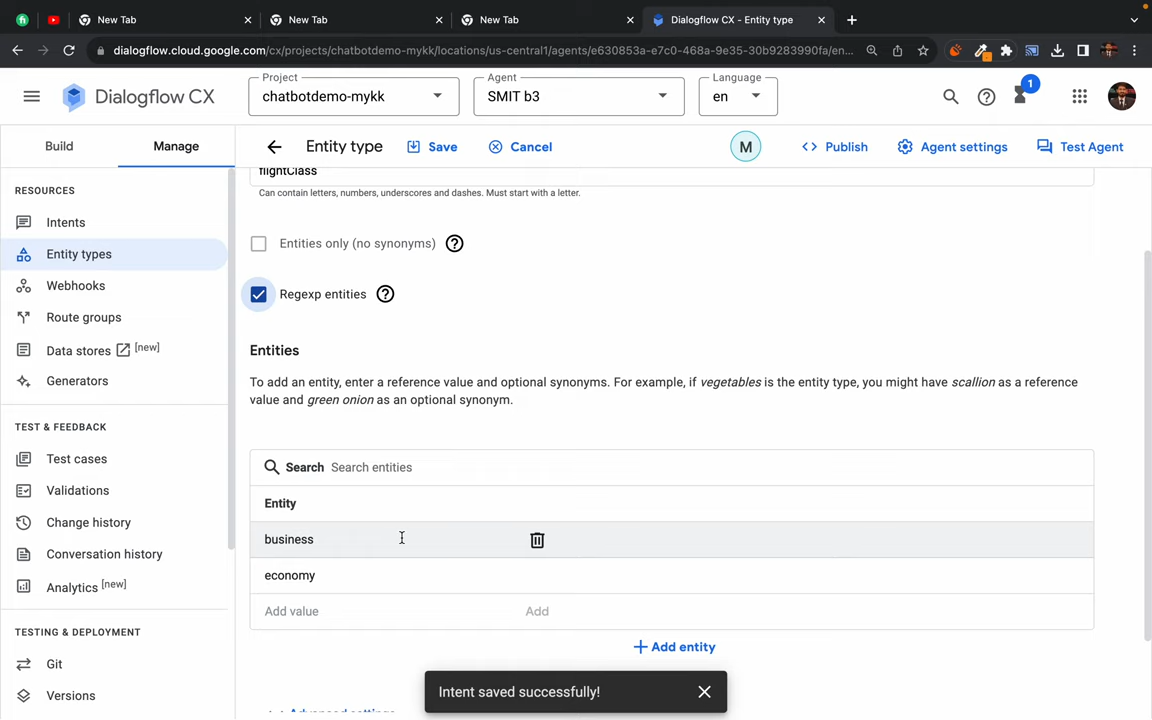 New Tab
New Tab
New Tab
Dialogflow CX - Entity type
dialogflow.cloud.google.com/cx/projects/chatbotdemo-mykk/locations/us-central1/agents/e630853a-e7c0-468a-9e35-30b9283990fa/en...
Dialogflow CX
Project
chatbotdemo-mykk
Agent
SMIT b3
Language
en
1
Build
Manage
Entity type
Save
Cancel
M
Publish
Agent settings
Test Agent
RESOURCES
Intents
Entity types
Webhooks
Route groups
Data stores [new]
Generators
TEST & FEEDBACK
Test cases
Validations
Change history
Conversation history
Analytics [new]
TESTING & DEPLOYMENT
Git
Versions
flightClass
Can contain letters, numbers, underscores and dashes. Must start with a letter.
Entities only (no synonyms)
Regexp entities
Entities
To add an entity, enter a reference value and optional synonyms. For example, if vegetables is the entity type, you might have scallion as a reference
value and green onion as an optional synonym.
Search Search entities
Entity
business
economy
Add value
Add
Add entity
Intent saved successfully!
Advanced settings